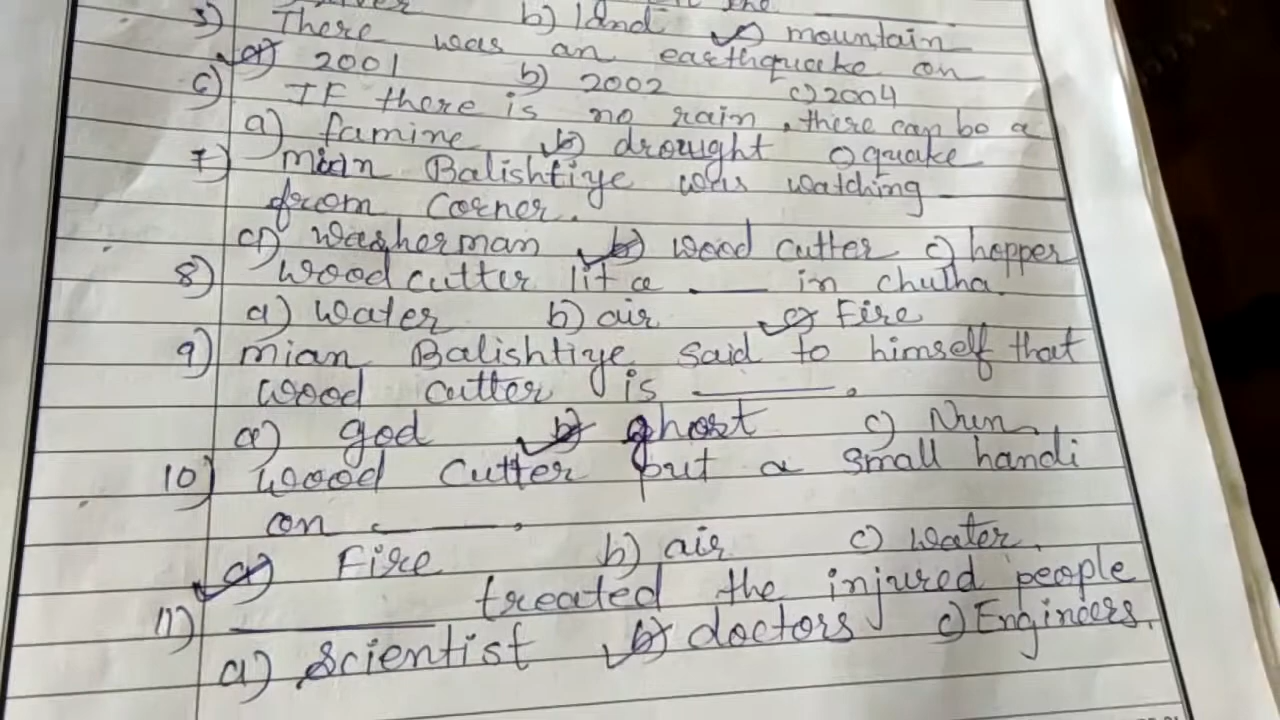 b) land c) mountain
5) There was an earthquake on
a) 2001 b) 2002 c) 2004
6) IF there is no rain, there can be a
a) famine b) drought c) quake
7) mian Balishtiye was watching
from corner.
a) washerman b) wood cutter c) hopper
8) wood cutter lit a ____ in chulha.
a) water b) air c) Fire
9) mian Balishtiye said to himself that
wood cutter is ______.
a) god b) ghost c) Nun
10) wood cutter put a small handi
on ______.
a) Fire b) air c) water.
11) ________ treated the injured people
a) scientist b) doctors c) Engineers.